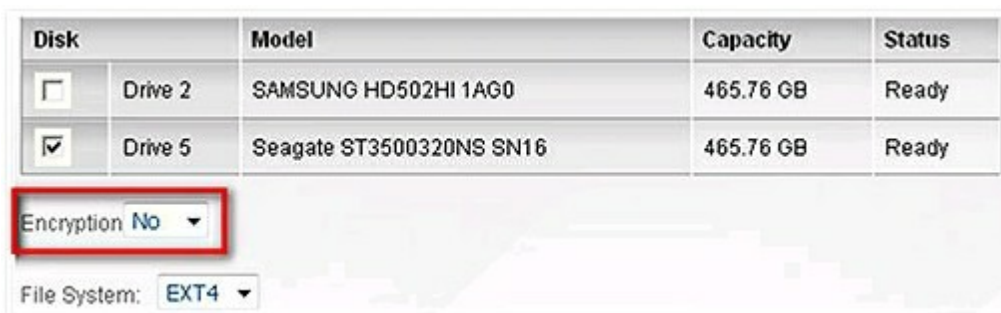 Disk Model Capacity Status
Drive 2 SAMSUNG HD502HI 1AG0 465.76 GB Ready
Drive 5 Seagate ST3500320NS SN16 465.76 GB Ready
Encryption No
File System: EXT4